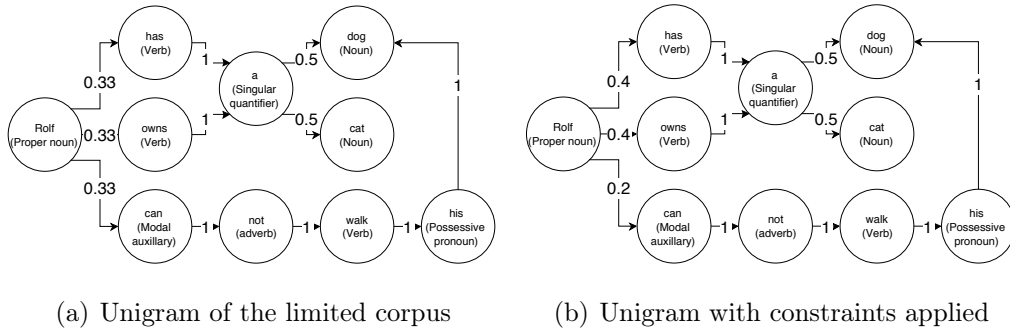 has
(Verb)
dog
(Noun)
0.33
1
a
(Singular
quantifier)
0.5
1
Rolf
(Proper noun)
0.33
owns
(Verb)
1
0.5
cat
(Noun)
0.33
can
(Modal
auxillary)
1
not
(adverb)
1
walk
(Verb)
1
his
(Possessive
pronoun)
(a) Unigram of the limited corpus
has
(Verb)
dog
(Noun)
0.4
1
a
(Singular
quantifier)
0.5
1
Rolf
(Proper noun)
0.4
owns
(Verb)
1
0.5
cat
(Noun)
0.2
can
(Modal
auxillary)
1
not
(adverb)
1
walk
(Verb)
1
his
(Possessive
pronoun)
(b) Unigram with constraints applied